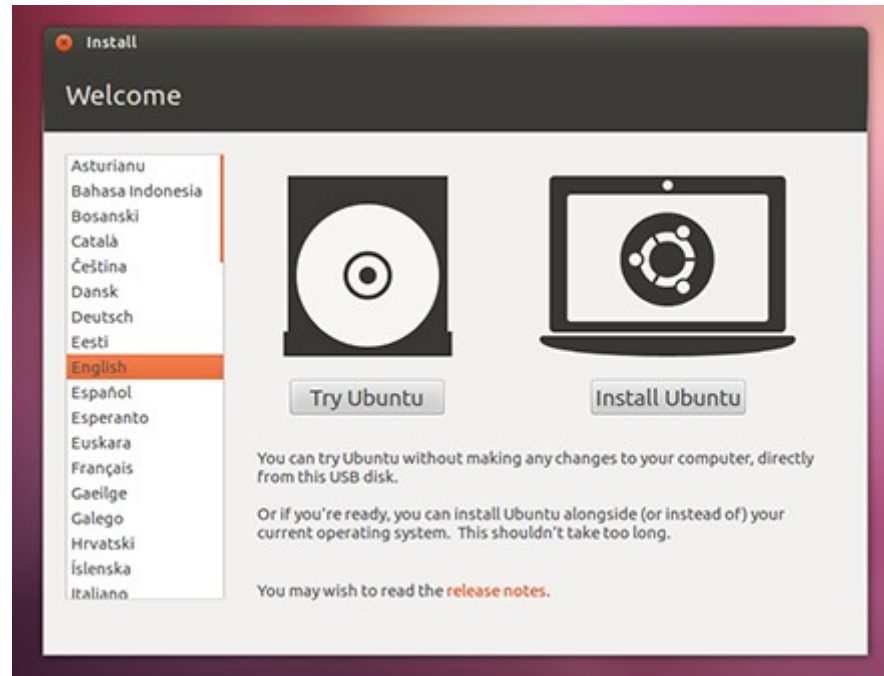 Install
Welcome
Asturianu
Bahasa Indonesia
Bosanski
Català
Čeština
Dansk
Deutsch
Eesti
English
Español
Esperanto
Euskara
Français
Gaeilge
Galego
Hrvatski
Íslenska
Italiano
Try Ubuntu
Install Ubuntu
You can try Ubuntu without making any changes to your computer, directly
from this USB disk.
Or if you're ready, you can install Ubuntu alongside (or instead of) your
current operating system. This shouldn't take too long.
You may wish to read the release notes.